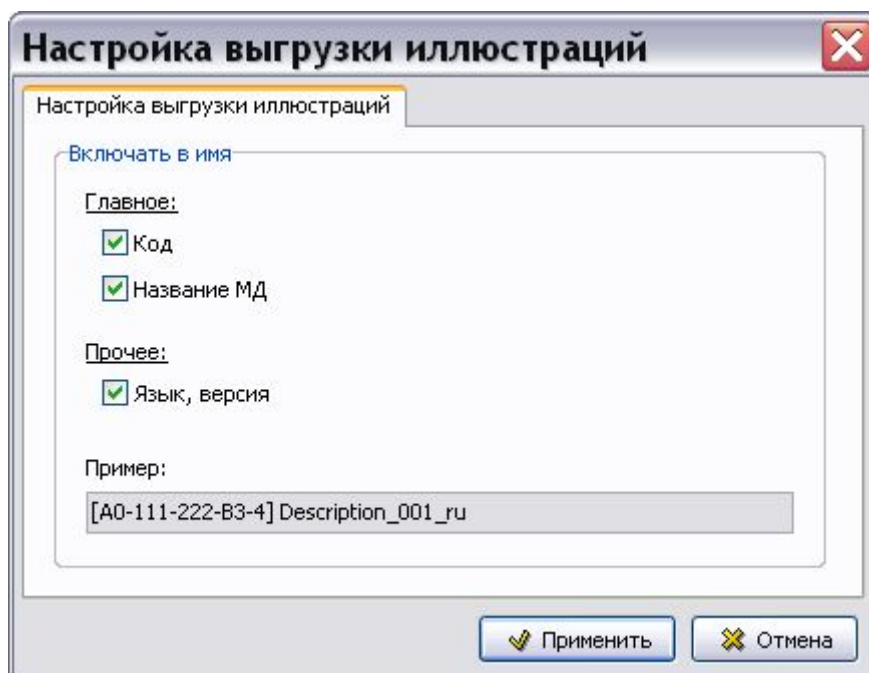 Настройка выгрузки иллюстраций
Настройка выгрузки иллюстраций
Включать в имя
Главное:
Код
Название МД
Прочее:
Язык, версия
Пример:
[A0-111-222-B3-4] Description_001_ru
Применить
Отмена